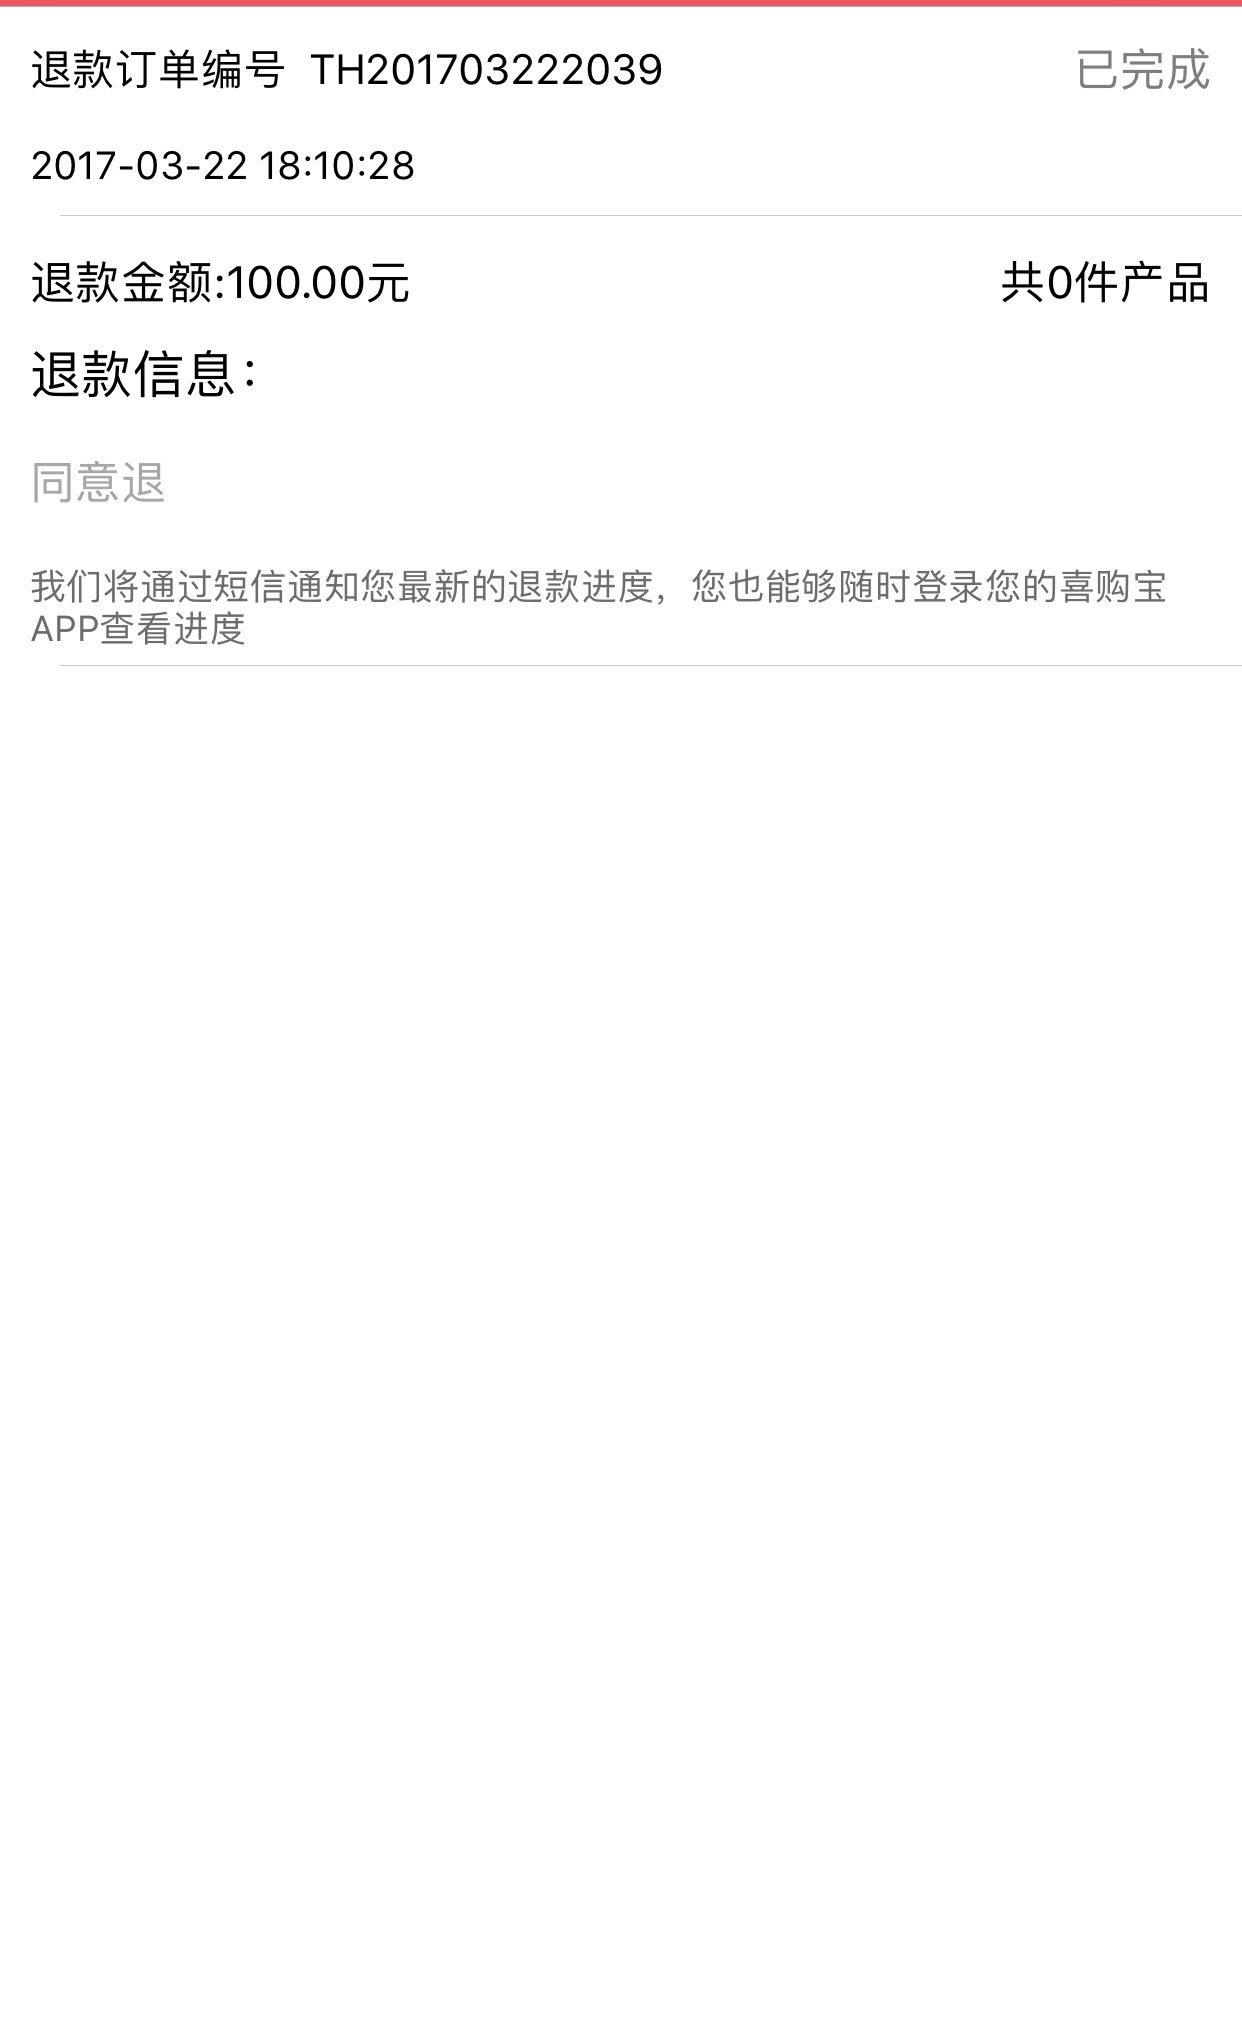 退款订单编号 TH201703222039 已完成
2017-03-22 18:10:28
退款金额:100.00元 共0件产品
退款信息：
同意退
我们将通过短信通知您最新的退款进度，您也能够随时登录您的喜购宝
APP查看进度